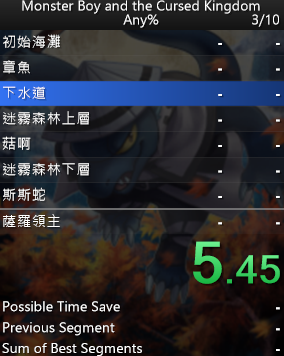 Monster Boy and the Cursed Kingdom
Any% 3/10
初始海灘 - -
章魚 - -
下水道 - -
迷霧森林上層 - -
菇啊 - -
迷霧森林下層 - -
斯斯蛇 - -
薩羅領主 - -
5.45
Possible Time Save -
Previous Segment -
Sum of Best Segments -